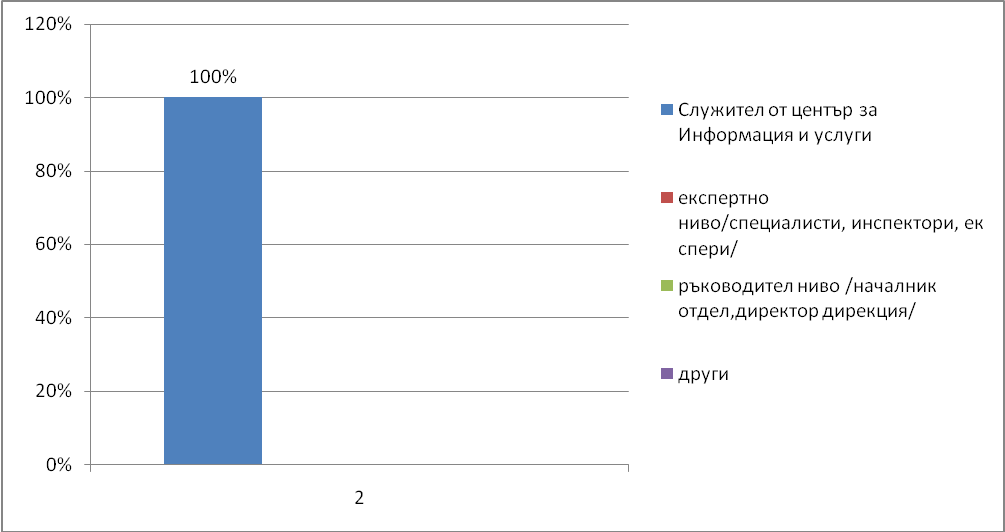 120%
100%
80%
60%
40%
20%
0%
100%
2
Служител от център за
Информация и услуги
експертно
ниво/специалисти, инспектори, ек
спери/
ръководител ниво /началник
отдел,директор дирекция/
други